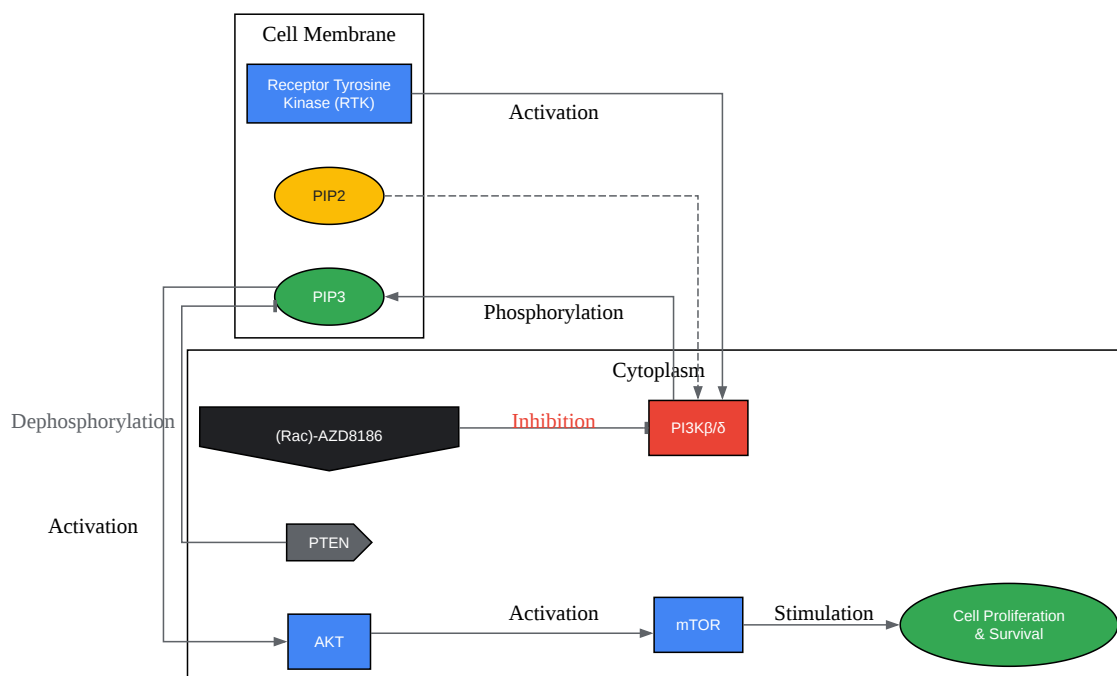 Cell Membrane
Receptor Tyrosine
Kinase (RTK)
Activation
PIP2
PIP3
Phosphorylation
Cytoplasm
Dephosphorylation
(Rac)-AZD8186
Inhibition
PI3Kβ/δ
Activation
PTEN
AKT
Activation
mTOR
Stimulation
Cell Proliferation
& Survival